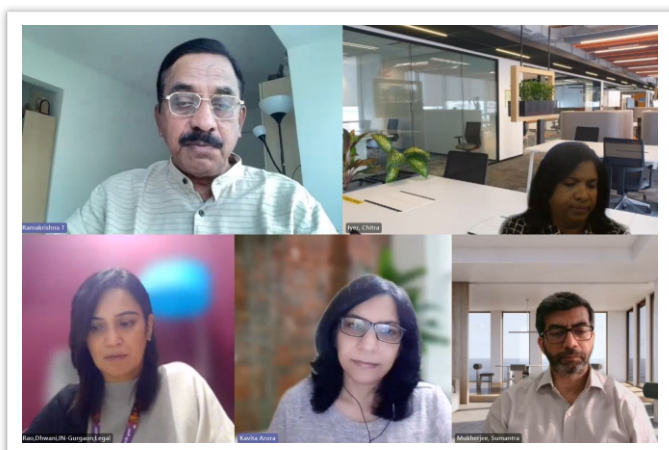 Ramakrishna T
Iyer, Chitra
Rao,Dhwani,IN-Gurgaon,Legal
Kavita Arora
Mukherjee, Sumantra